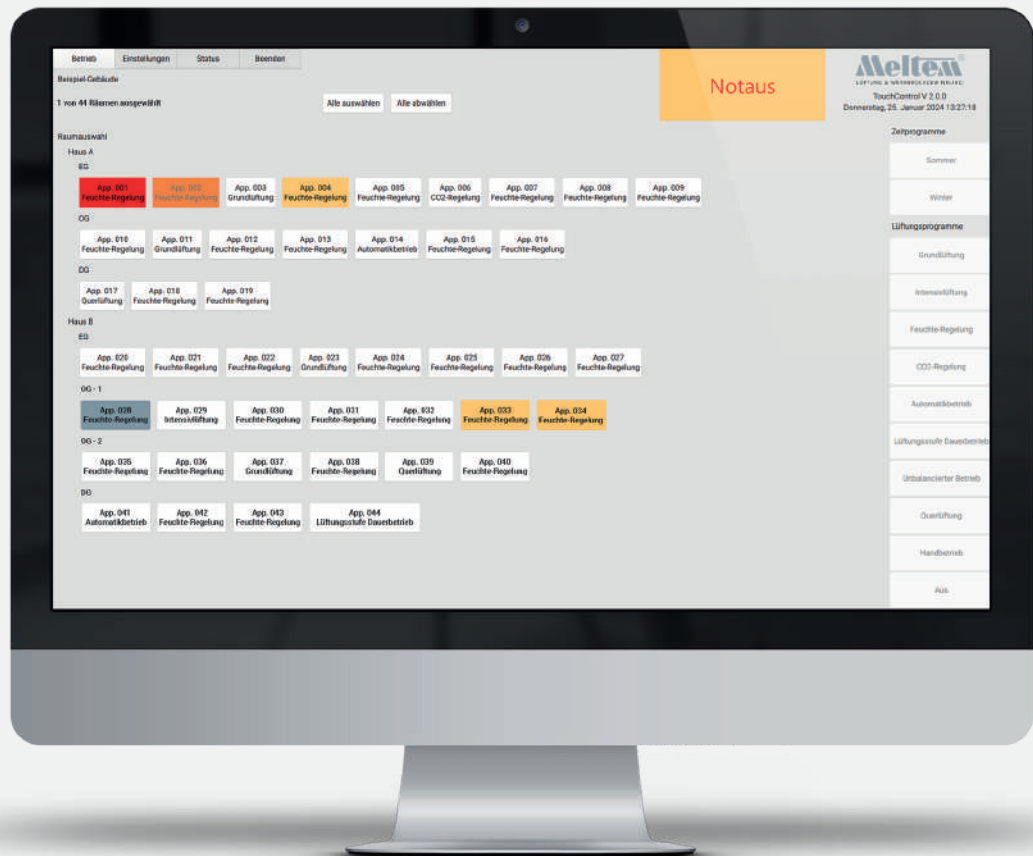 Betrieb Einstellungen Status Beenden
Beispiel-Gebäude
1 von 44 Räumen ausgewählt Alle auswählen Alle abwählen
Notaus
Meltem
LÜFTUNG & WÄRMERÜCKGEWINNUNG
TouchControl V 2.0.0
Donnerstag, 25. Januar 2024 13:27:18
Raumauswahl
Haus A
EG
App. 001 App. 002 App. 003 App. 004 App. 005 App. 006 App. 007 App. 008 App. 009
Feuchte-Regelung Feuchte-Regelung Grundlüftung Feuchte-Regelung Feuchte-Regelung CO2-Regelung Feuchte-Regelung Feuchte-Regelung Feuchte-Regelung
OG
App. 010 App. 011 App. 012 App. 013 App. 014 App. 015 App. 016
Feuchte-Regelung Grundlüftung Feuchte-Regelung Feuchte-Regelung Automatikbetrieb Feuchte-Regelung Feuchte-Regelung
DG
App. 017 App. 018 App. 019
Querlüftung Feuchte-Regelung Feuchte-Regelung
Haus B
EG
App. 020 App. 021 App. 022 App. 023 App. 024 App. 025 App. 026 App. 027
Feuchte-Regelung Feuchte-Regelung Feuchte-Regelung Grundlüftung Feuchte-Regelung Feuchte-Regelung Feuchte-Regelung Feuchte-Regelung
OG - 1
App. 028 App. 029 App. 030 App. 031 App. 032 App. 033 App. 034
Feuchte-Regelung Intensivlüftung Feuchte-Regelung Feuchte-Regelung Feuchte-Regelung Feuchte-Regelung Feuchte-Regelung
OG - 2
App. 035 App. 036 App. 037 App. 038 App. 039 App. 040
Feuchte-Regelung Feuchte-Regelung Grundlüftung Feuchte-Regelung Querlüftung Feuchte-Regelung
DG
App. 041 App. 042 App. 043 App. 044
Automatikbetrieb Feuchte-Regelung Feuchte-Regelung Lüftungsstufe Dauerbetrieb
Zeitprogramme
Sommer
Winter
Lüftungsprogramme
Grundlüftung
Intensivlüftung
Feuchte-Regelung
CO2-Regelung
Automatikbetrieb
Lüftungsstufe Dauerbetrieb
Unbalancierter Betrieb
Querlüftung
Handbetrieb
Aus